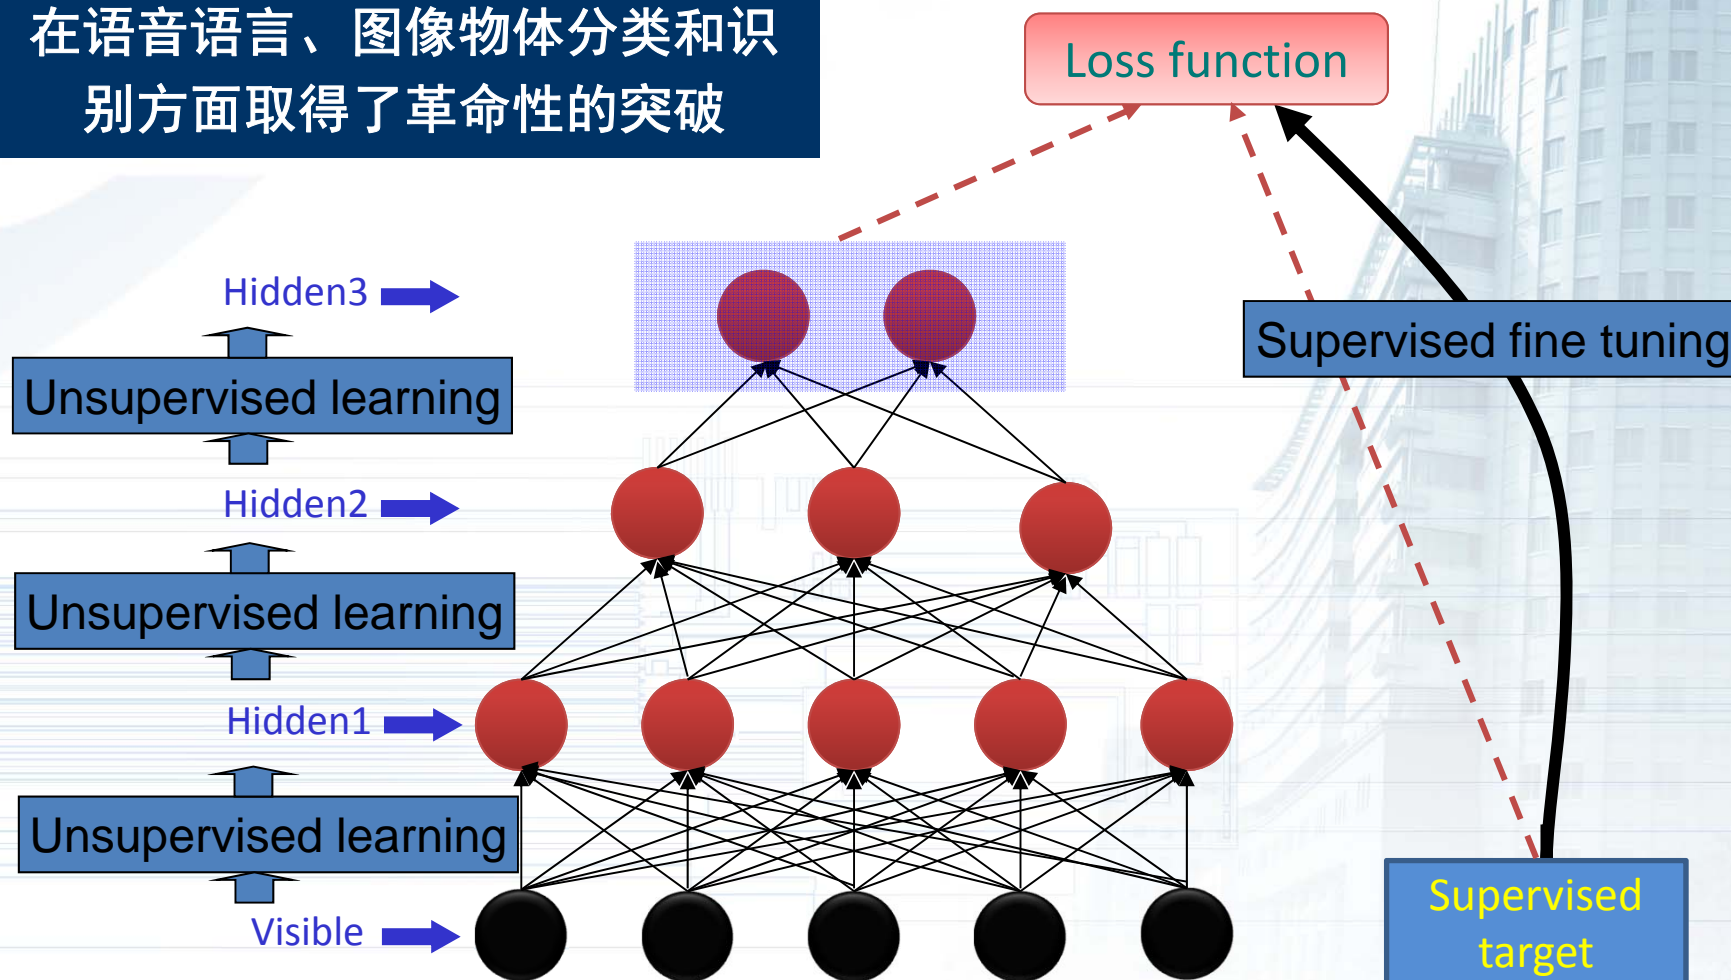 在语音语言、图像物体分类和识
别方面取得了革命性的突破
Loss function
Hidden3
Supervised fine tuning
Unsupervised learning
Hidden2
Unsupervised learning
Hidden1
Unsupervised learning
Visible
Supervised
target